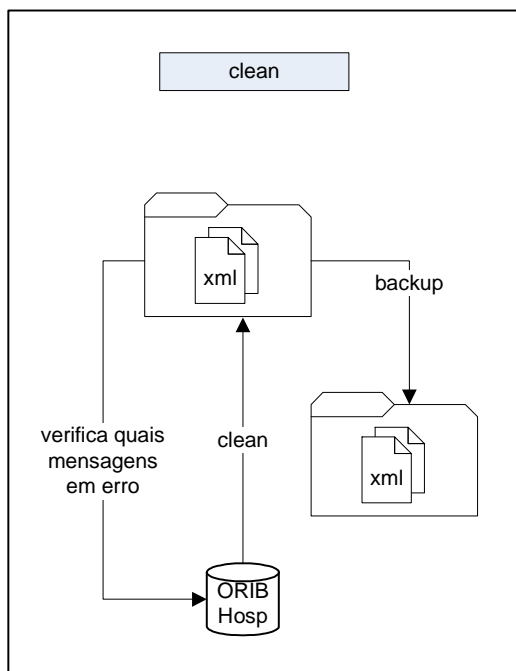 clean
xml
backup
verifica quais
mensagens
em erro
clean
xml
ORIB
Hosp